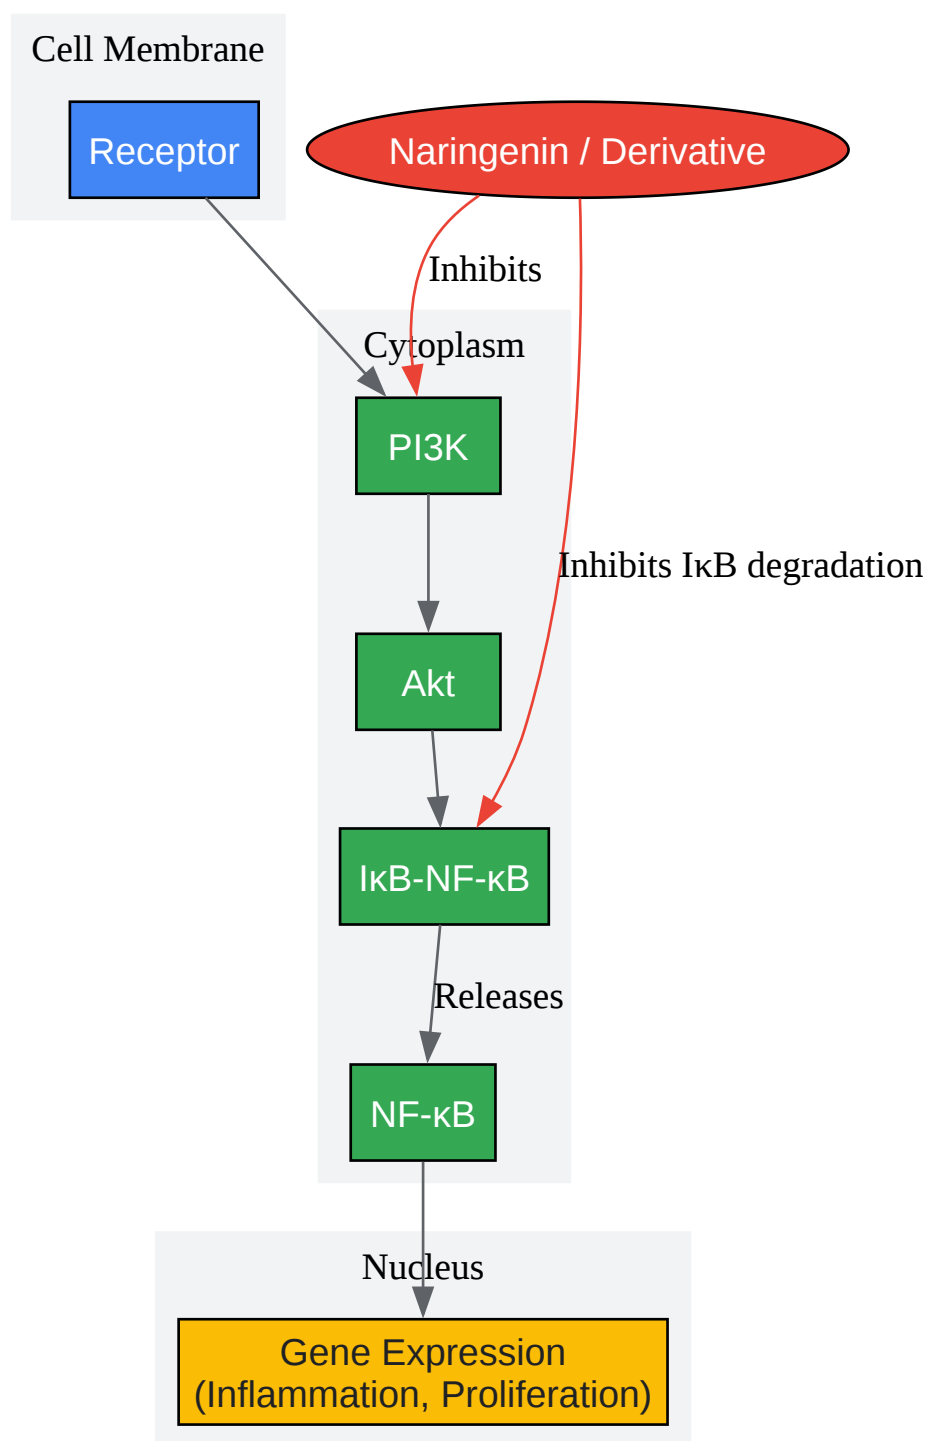 Cell Membrane
Receptor
Naringenin / Derivative
Inhibits
Cytoplasm
PI3K
Inhibits IκB degradation
Akt
IκB-NF-κB
Releases
NF-κB
Nucleus
Gene Expression
(Inflammation, Proliferation)